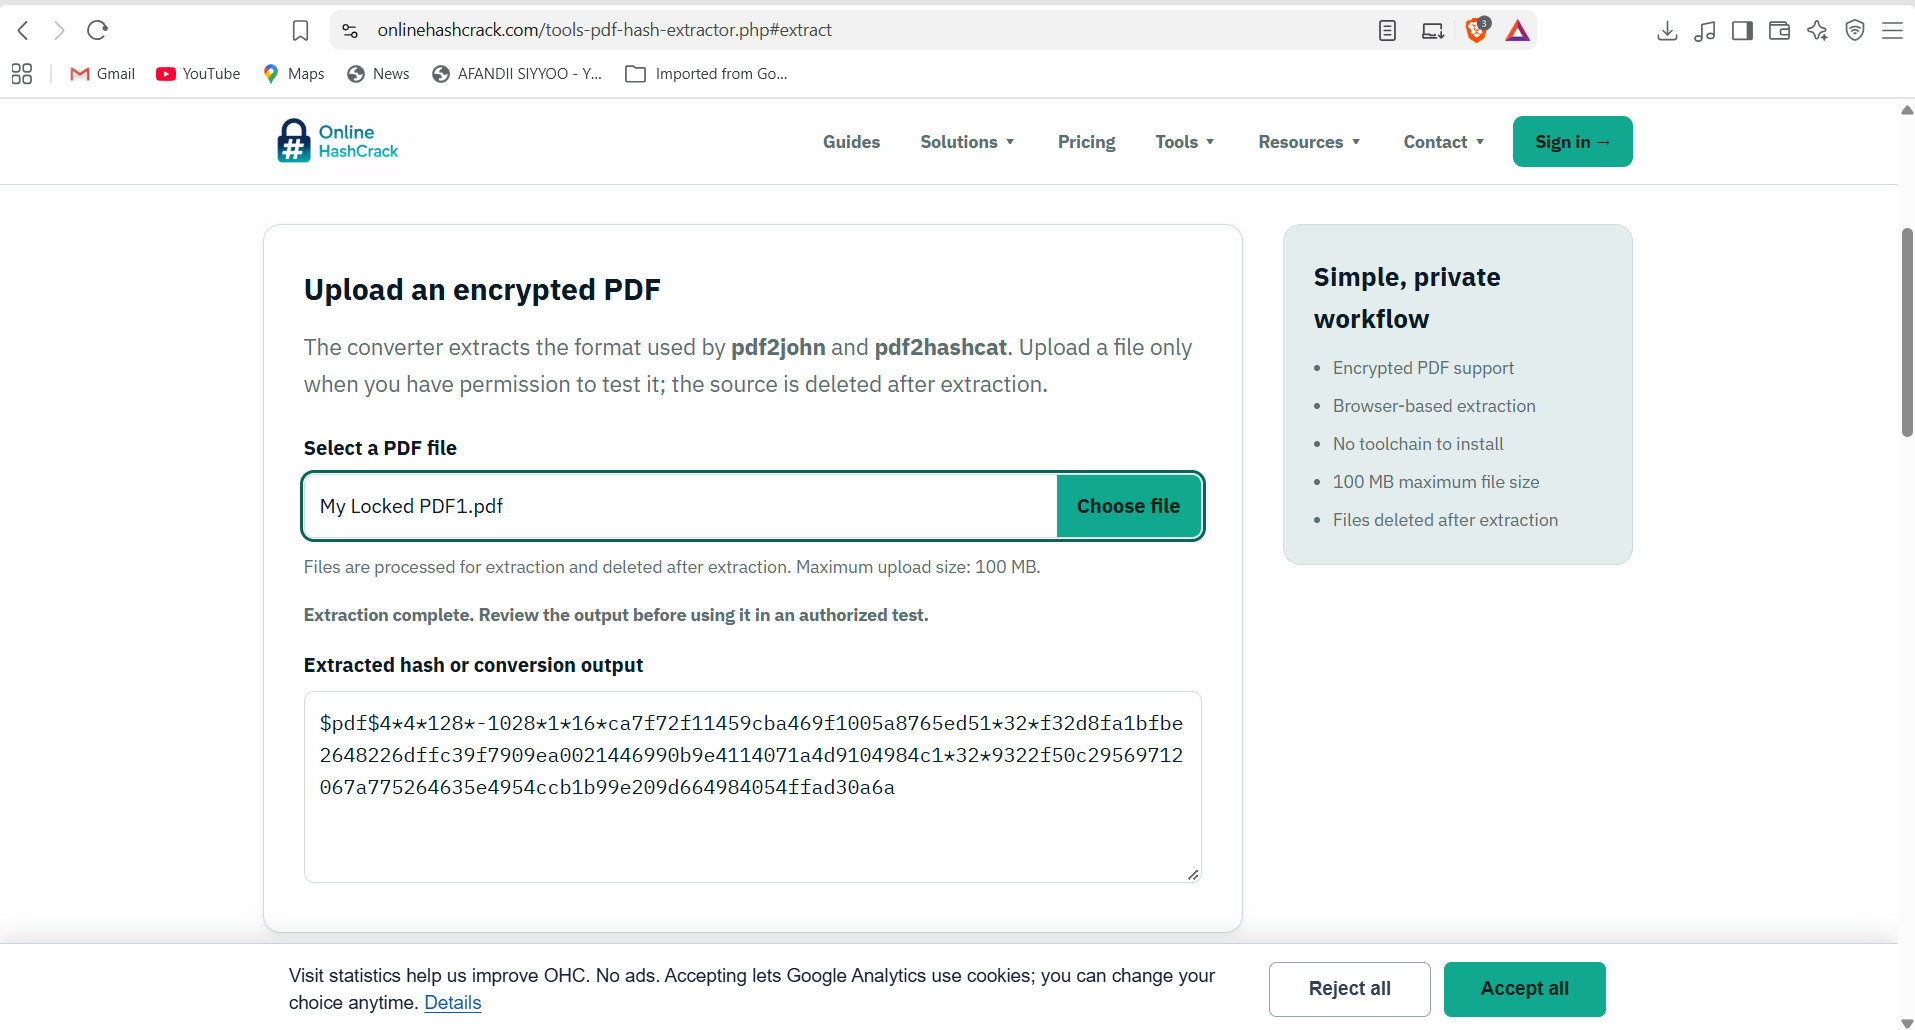 onlinehashcrack.com/tools-pdf-hash-extractor.php#extract
3
Gmail
YouTube
Maps
News
AFANDII SIYYOO - Y...
Imported from Go...
Online
HashCrack
#
Guides
Solutions
Pricing
Tools
Resources
Contact
Sign in →
Upload an encrypted PDF
The converter extracts the format used by pdf2john and pdf2hashcat. Upload a file only
when you have permission to test it; the source is deleted after extraction.
Select a PDF file
My Locked PDF1.pdf
Choose file
Files are processed for extraction and deleted after extraction. Maximum upload size: 100 MB.
Extraction complete. Review the output before using it in an authorized test.
Extracted hash or conversion output
$pdf$4*4*128*-1028*1*16*ca7f72f11459cba469f1005a8765ed51*32*f32d8fa1bfbe
2648226dffc39f7909ea0021446990b9e4114071a4d9104984c1*32*9322f50c29569712
067a775264635e4954ccb1b99e209d664984054ffad30a6a
Simple, private
workflow
• Encrypted PDF support
• Browser-based extraction
• No toolchain to install
• 100 MB maximum file size
• Files deleted after extraction
Visit statistics help us improve OHC. No ads. Accepting lets Google Analytics use cookies; you can change your
choice anytime. Details
Reject all
Accept all